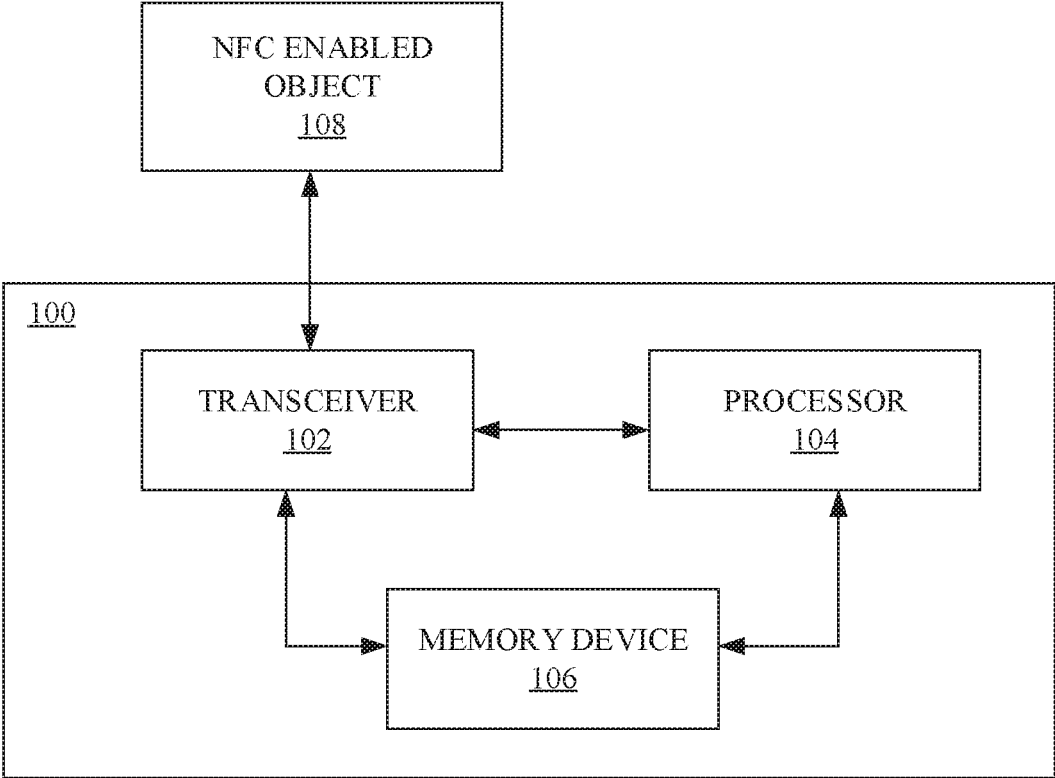 NFC ENABLED
OBJECT
108
100
TRANSCEIVER
102
PROCESSOR
104
MEMORY DEVICE
106